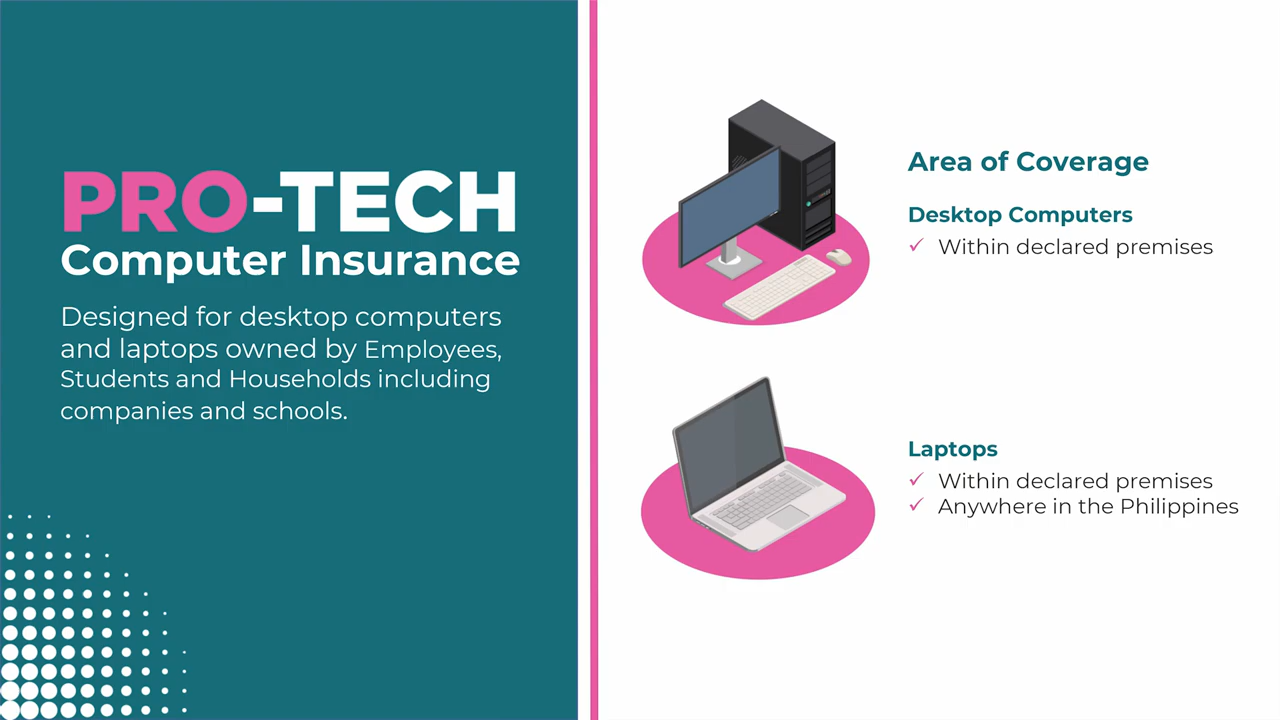 PRO-TECH
Computer Insurance
Designed for desktop computers
and laptops owned by Employees,
Students and Households including
companies and schools.
Area of Coverage
Desktop Computers
✓ Within declared premises
Laptops
✓ Within declared premises
✓ Anywhere in the Philippines